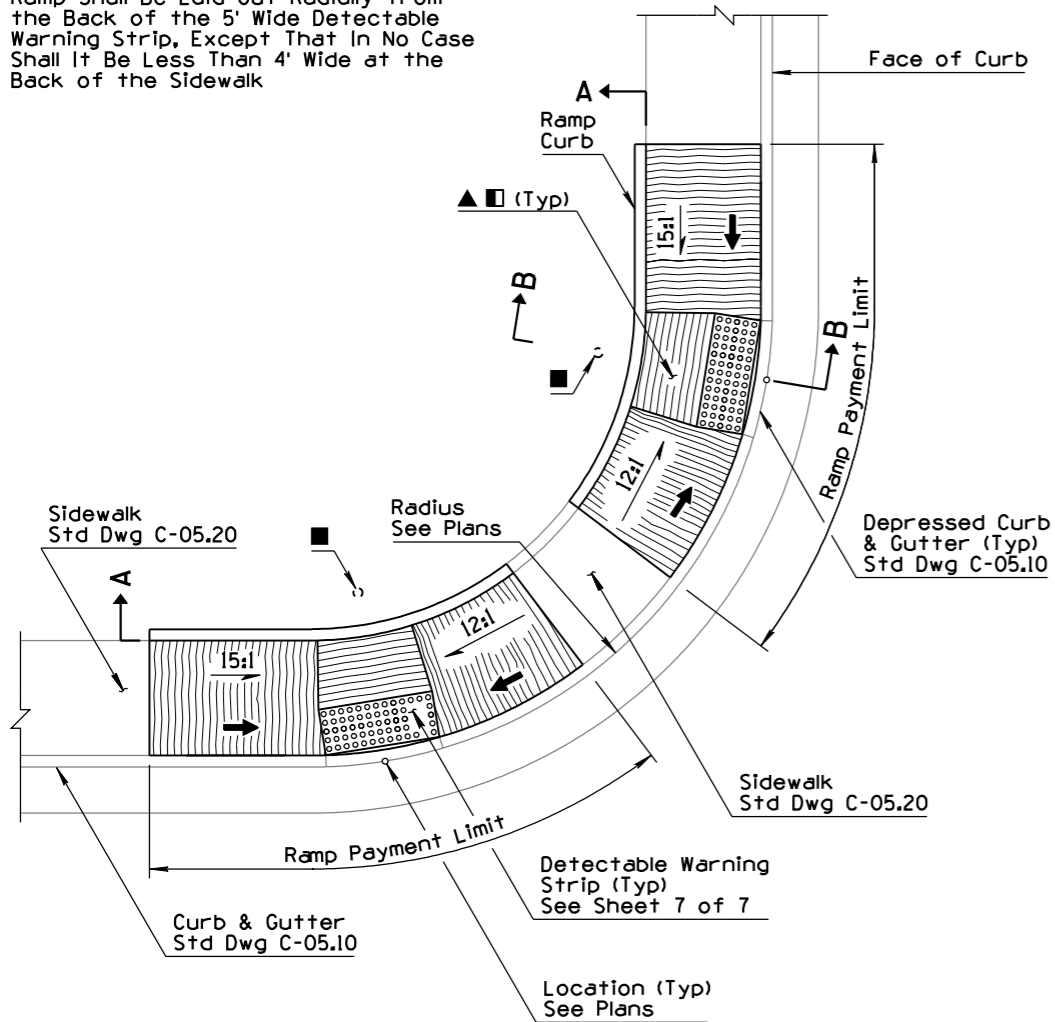 Ramp Shall Be Laid Out Radially From
the Back of the 5' Wide Detectable
Warning Strip, Except That In No Case
Shall It Be Less Than 4' Wide at the
Back of the Sidewalk
Face of Curb
A
Ramp
Curb
▲ ◧ (Typ)
15:1
B
B
■
Ramp Payment Limit
12:1
Sidewalk
Std Dwg C-05.20
■
Radius
See Plans
Depressed Curb
& Gutter (Typ)
Std Dwg C-05.10
A
12:1
15:1
Sidewalk
Std Dwg C-05.20
Ramp Payment Limit
Detectable Warning
Strip (Typ)
See Sheet 7 of 7
Curb & Gutter
Std Dwg C-05.10
Location (Typ)
See Plans